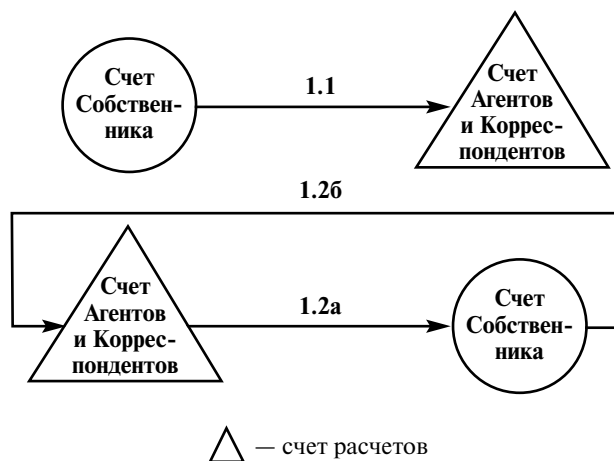 Счет
Собствен-
ника
1.1
Счет
Агентов
и Коррес-
пондентов
1.2б
Счет
Агентов
и Коррес-
пондентов
1.2а
Счет
Собствен-
ника
— счет расчетов